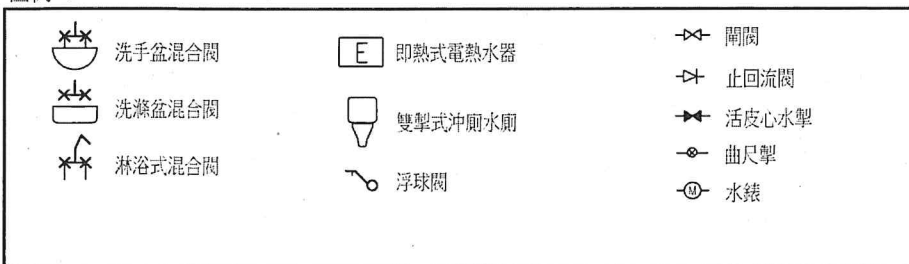 洗手盆混合閥
洗滌盆混合閥
淋浴式混合閥
E 即熱式電熱水器
雙掣式沖廁水廁
浮球閥
閘閥
止回流閥
活皮心水掣
曲尺掣
M 水錶